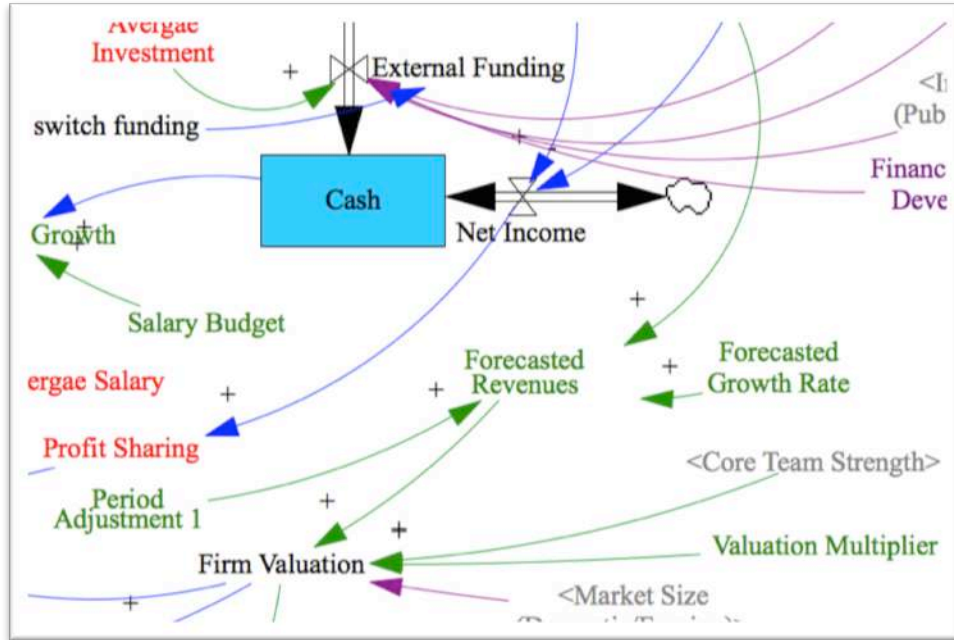 Avergae
Investment
External Funding
switch funding
(Pub
Financ
Deve
Cash
Growth
Net Income
Salary Budget
Forecasted
Revenues
Forecasted
Growth Rate
ergae Salary
Profit Sharing
<Core Team Strength>
Period
Adjustment 1
Valuation Multiplier
Firm Valuation
<Market Size